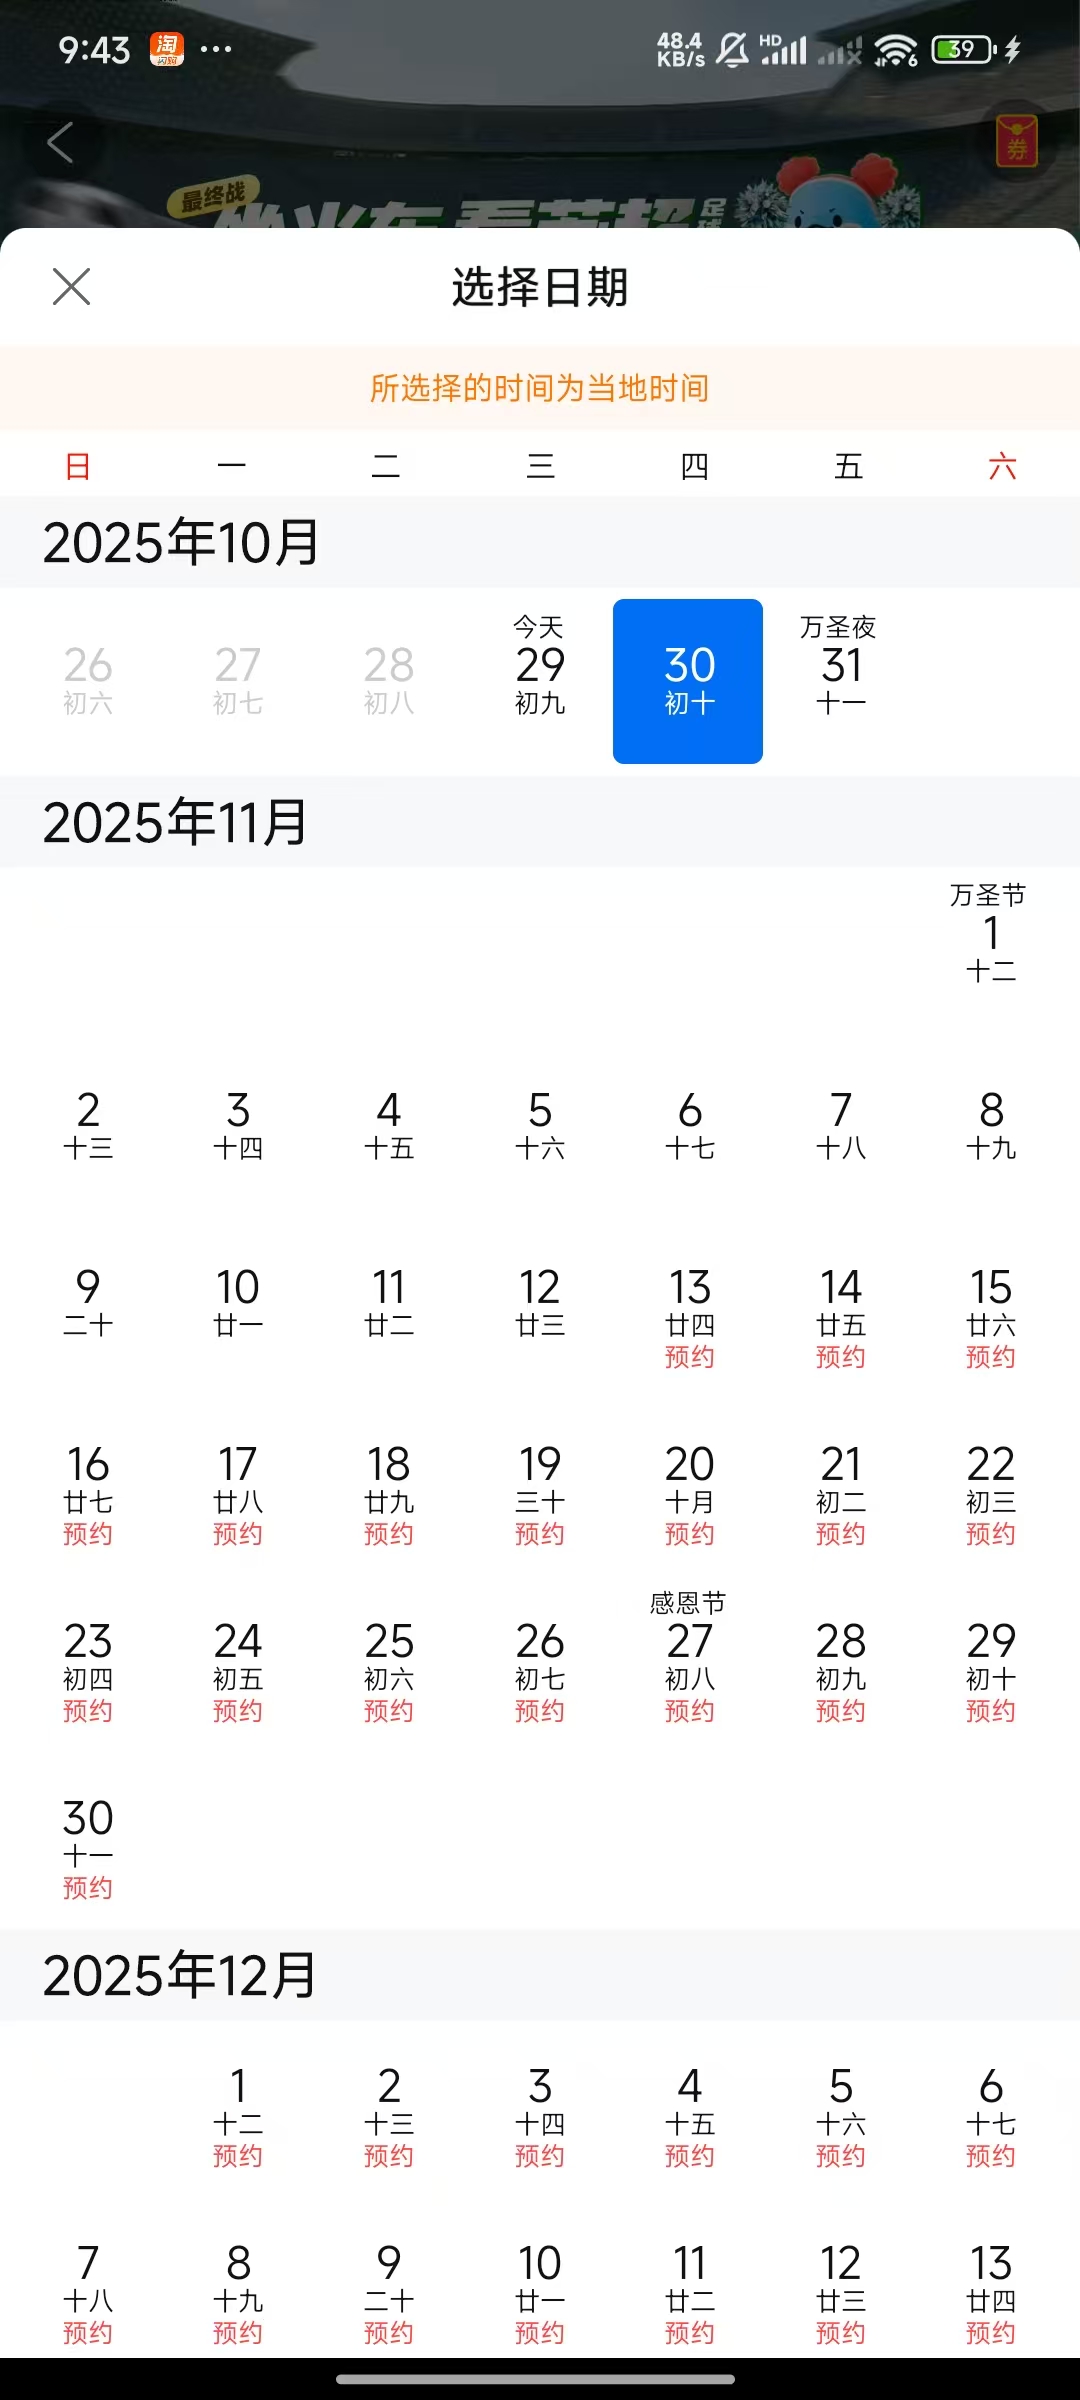 9:43 淘 闪购 ... 48.4 KB/s HD 6 39
券
最终战
坐火车 看苏超 足球
选择日期
所选择的时间为当地时间
日 一 二 三 四 五 六
2025年10月
今天 万圣夜
26 27 28 29 30 31
初六 初七 初八 初九 初十 十一
2025年11月
万圣节
1
十二
2 3 4 5 6 7 8
十三 十四 十五 十六 十七 十八 十九
9 10 11 12 13 14 15
二十 廿一 廿二 廿三 廿四 廿五 廿六
预约 预约 预约
16 17 18 19 20 21 22
廿七 廿八 廿九 三十 十月 初二 初三
预约 预约 预约 预约 预约 预约 预约
感恩节
23 24 25 26 27 28 29
初四 初五 初六 初七 初八 初九 初十
预约 预约 预约 预约 预约 预约 预约
30
十一
预约
2025年12月
1 2 3 4 5 6
十二 十三 十四 十五 十六 十七
预约 预约 预约 预约 预约 预约
7 8 9 10 11 12 13
十八 十九 二十 廿一 廿二 廿三 廿四
预约 预约 预约 预约 预约 预约 预约